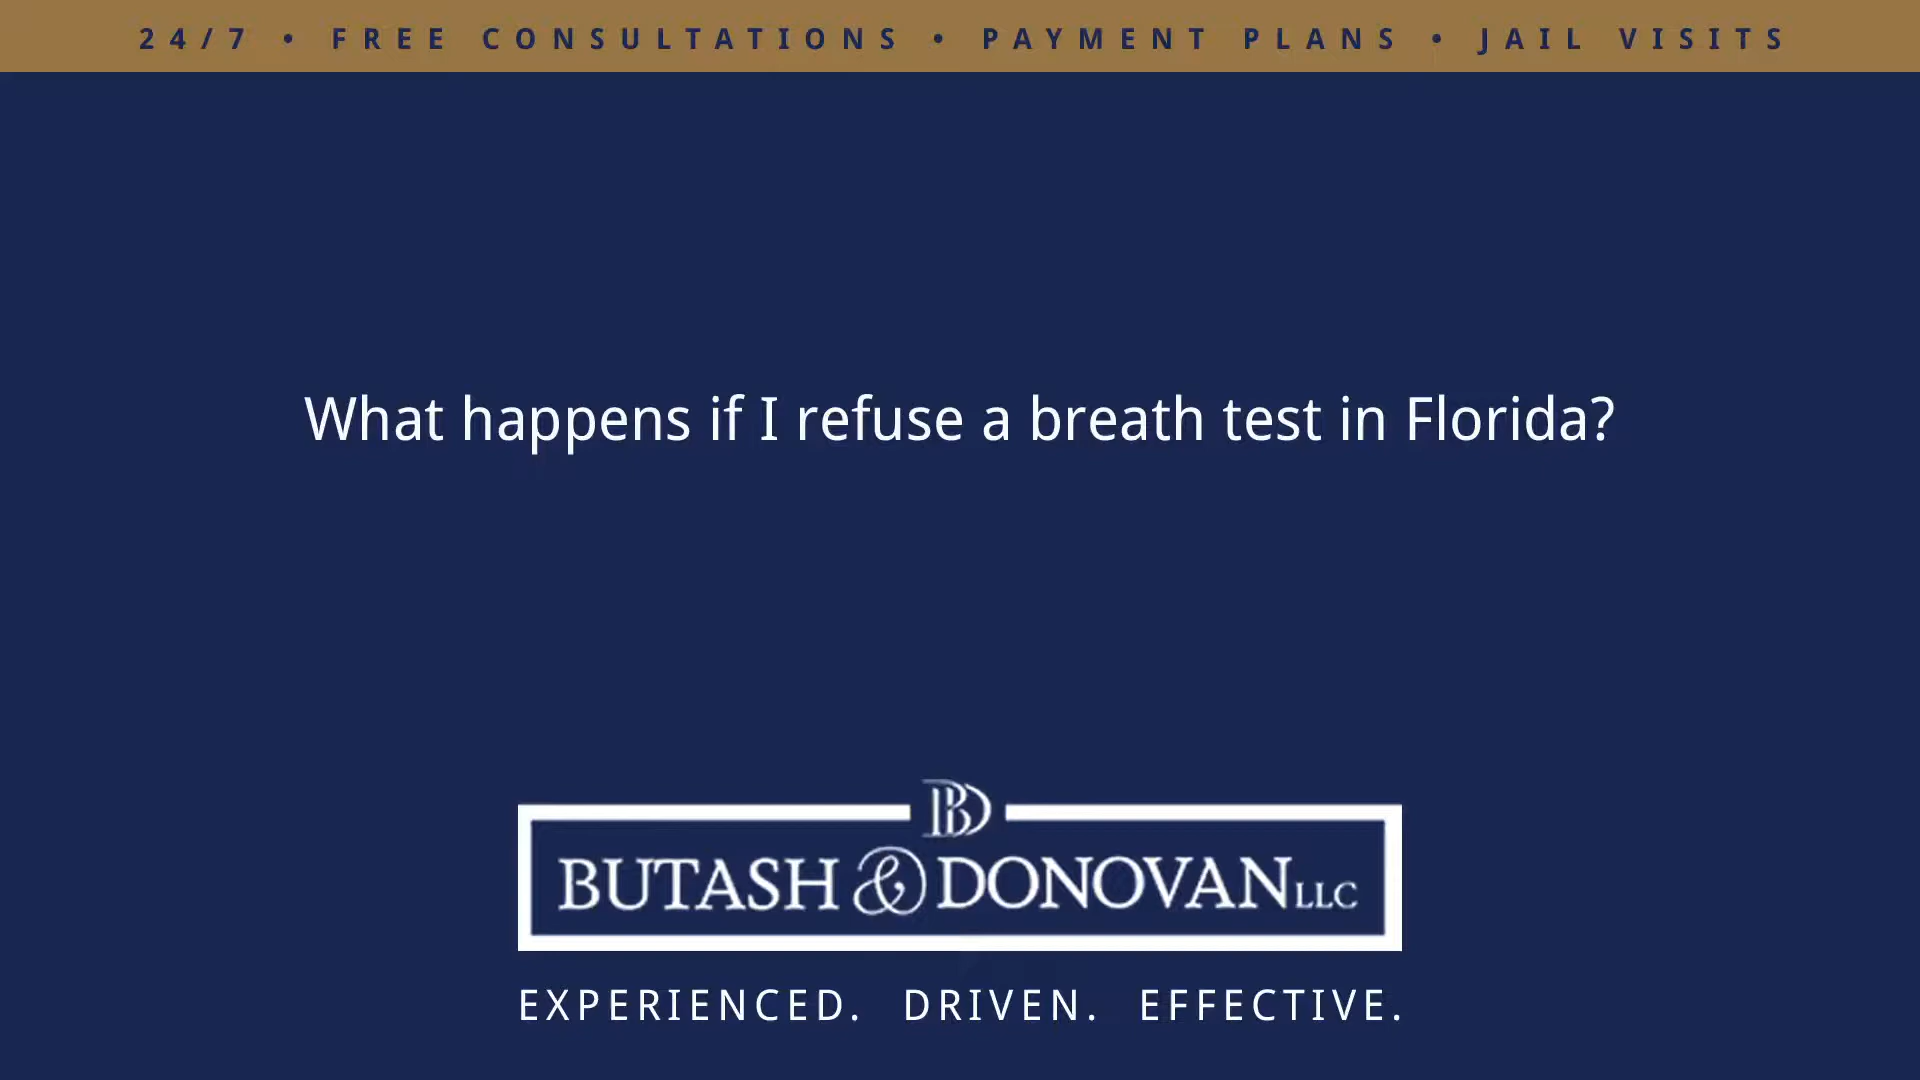 24/7 • FREE CONSULTATIONS • PAYMENT PLANS • JAIL VISITS
What happens if I refuse a breath test in Florida?
BD
BUTASH & DONOVAN LLC
EXPERIENCED. DRIVEN. EFFECTIVE.